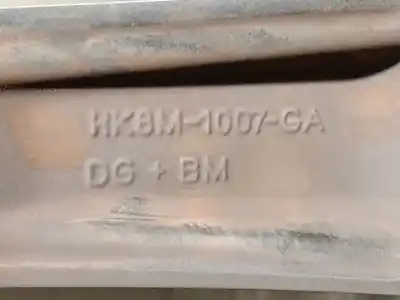 HK8M-1007-GA
DG + BM